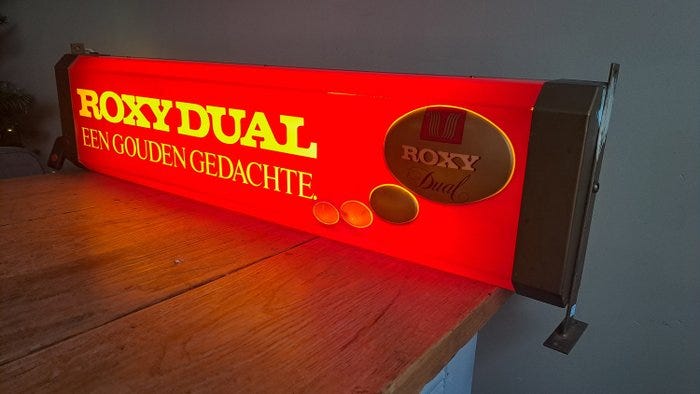 ROXY DUAL
EEN GOUDEN GEDACHTE.
ROXY
Dual